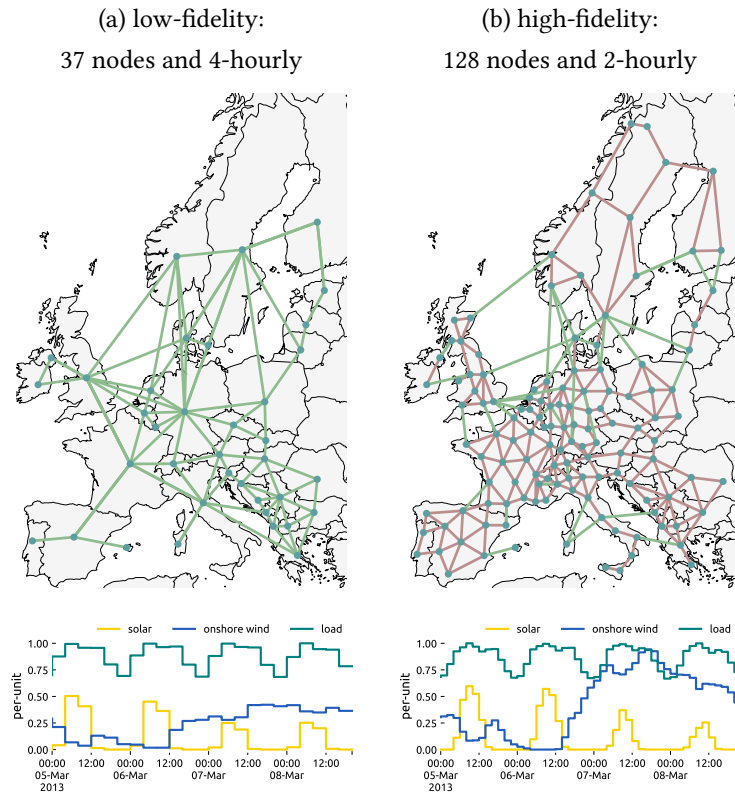 (a) low-fidelity:
37 nodes and 4-hourly
(b) high-fidelity:
128 nodes and 2-hourly
solar
onshore wind
load
1.00
0.75
0.50
0.25
0.00
per-unit
00:00
05-Mar
2013
12:00
00:00
06-Mar
12:00
00:00
07-Mar
12:00
00:00
08-Mar
12:00
solar
onshore wind
load
1.00
0.75
0.50
0.25
0.00
per-unit
00:00
05-Mar
2013
12:00
00:00
06-Mar
12:00
00:00
07-Mar
12:00
00:00
08-Mar
12:00